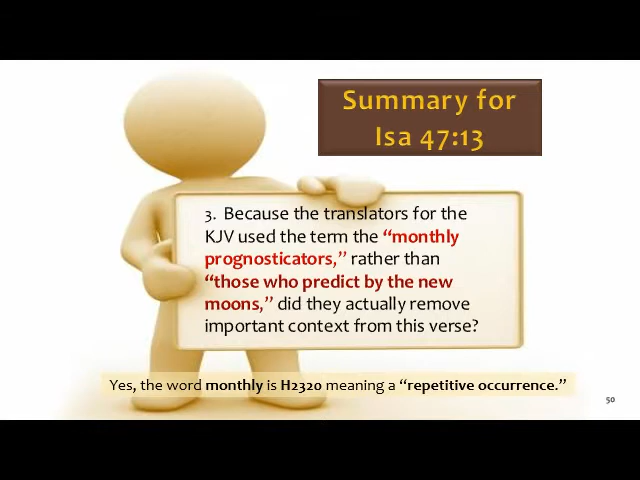 Summary for
Isa 47:13
3. Because the translators for the
KJV used the term the “monthly
prognosticators,” rather than
“those who predict by the new
moons,” did they actually remove
important context from this verse?
Yes, the word monthly is H2320 meaning a “repetitive occurrence.”
50